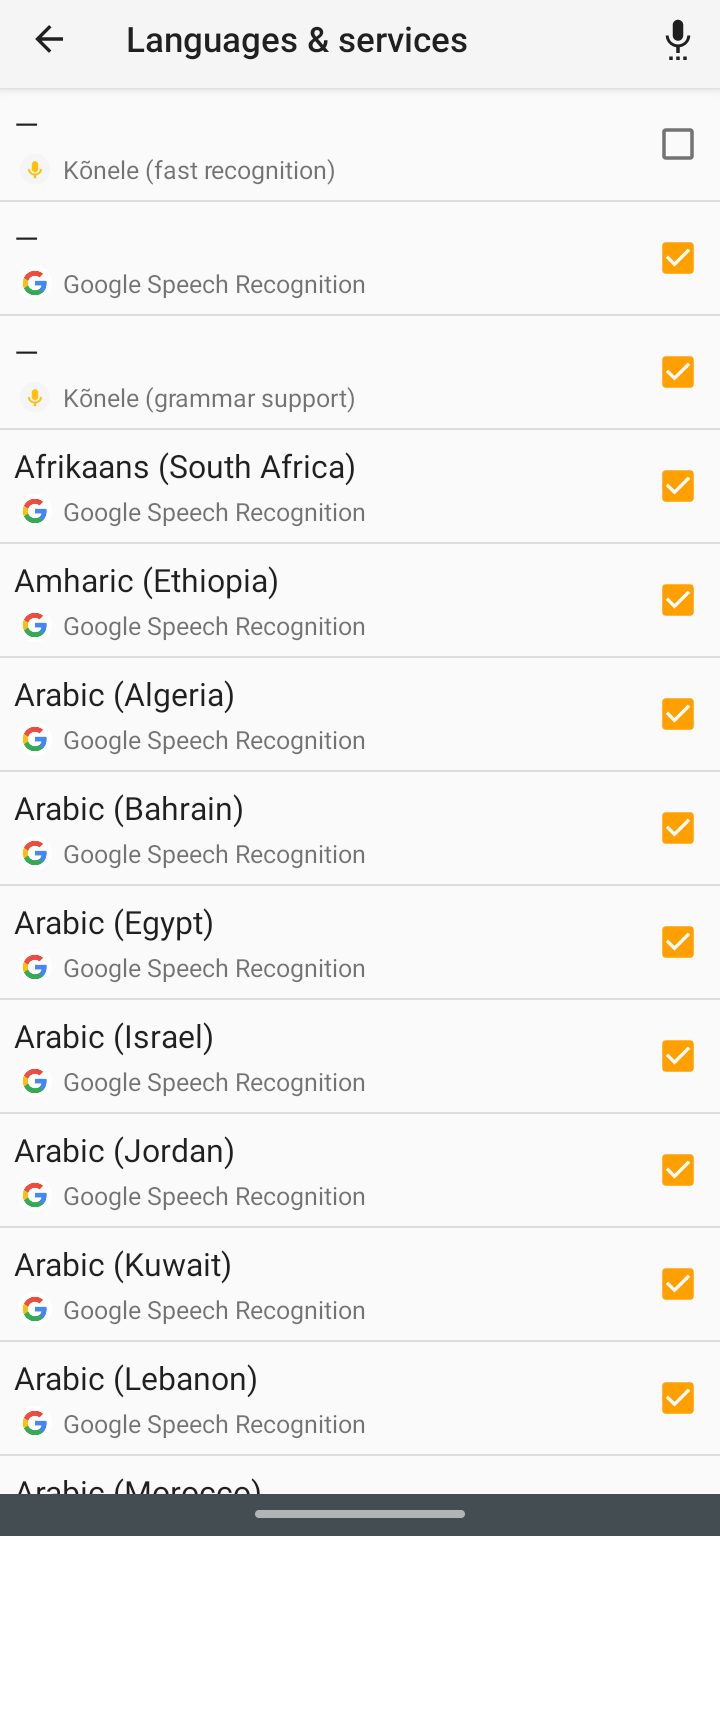 Languages & services
—
Kõnele (fast recognition)
—
Google Speech Recognition
—
Kõnele (grammar support)
Afrikaans (South Africa)
Google Speech Recognition
Amharic (Ethiopia)
Google Speech Recognition
Arabic (Algeria)
Google Speech Recognition
Arabic (Bahrain)
Google Speech Recognition
Arabic (Egypt)
Google Speech Recognition
Arabic (Israel)
Google Speech Recognition
Arabic (Jordan)
Google Speech Recognition
Arabic (Kuwait)
Google Speech Recognition
Arabic (Lebanon)
Google Speech Recognition
Arabic (Morocco)